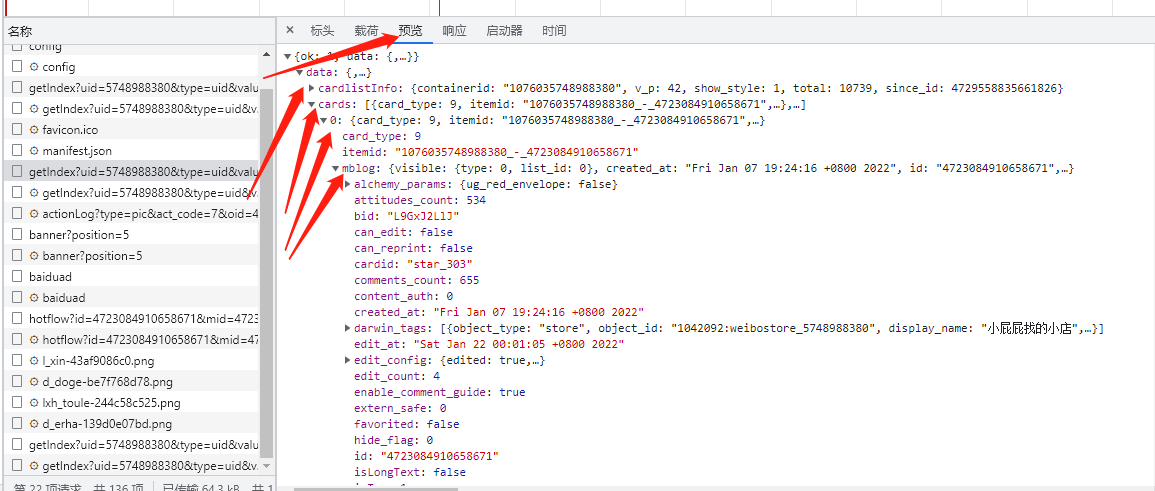 名称
× 标头 载荷 预览 响应 启动器 时间
config
config
getIndex?uid=5748988380&type=uid&valu
getIndex?uid=5748988380&type=uid&v
favicon.ico
manifest.json
getIndex?uid=5748988380&type=uid&valu
getIndex?uid=5748988380&type=uid&v
actionLog?type=pic&act_code=7&oid=4
banner?position=5
banner?position=5
baiduad
baiduad
hotflow?id=4723084910658671&mid=4723
hotflow?id=4723084910658671&mid=4
l_xin-43af9086c0.png
d_doge-be7f768d78.png
lxh_toule-244c58c525.png
d_erha-139d0e07bd.png
getIndex?uid=5748988380&type=uid&valu
getIndex?uid=5748988380&type=uid&v
第 22 项请求，共 136 项 已传输 64.3 kB，共 1
▼{ok: 1, data: {,…}}
▼data: {,…}
▶cardlistInfo: {containerid: "1076035748988380", v_p: 42, show_style: 1, total: 10739, since_id: 4729558835661826}
▼cards: [{card_type: 9, itemid: "1076035748988380_-_4723084910658671",…},…]
▼0: {card_type: 9, itemid: "1076035748988380_-_4723084910658671",…}
card_type: 9
itemid: "1076035748988380_-_4723084910658671"
▼mblog: {visible: {type: 0, list_id: 0}, created_at: "Fri Jan 07 19:24:16 +0800 2022", id: "4723084910658671",…}
▶alchemy_params: {ug_red_envelope: false}
attitudes_count: 534
bid: "L9GxJ2LlJ"
can_edit: false
can_reprint: false
cardid: "star_303"
comments_count: 655
content_auth: 0
created_at: "Fri Jan 07 19:24:16 +0800 2022"
▶darwin_tags: [{object_type: "store", object_id: "1042092:weibostore_5748988380", display_name: "小屁屁找的小店",…}]
edit_at: "Sat Jan 22 00:01:05 +0800 2022"
▶edit_config: {edited: true,…}
edit_count: 4
enable_comment_guide: true
extern_safe: 0
favorited: false
hide_flag: 0
id: "4723084910658671"
isLongText: false